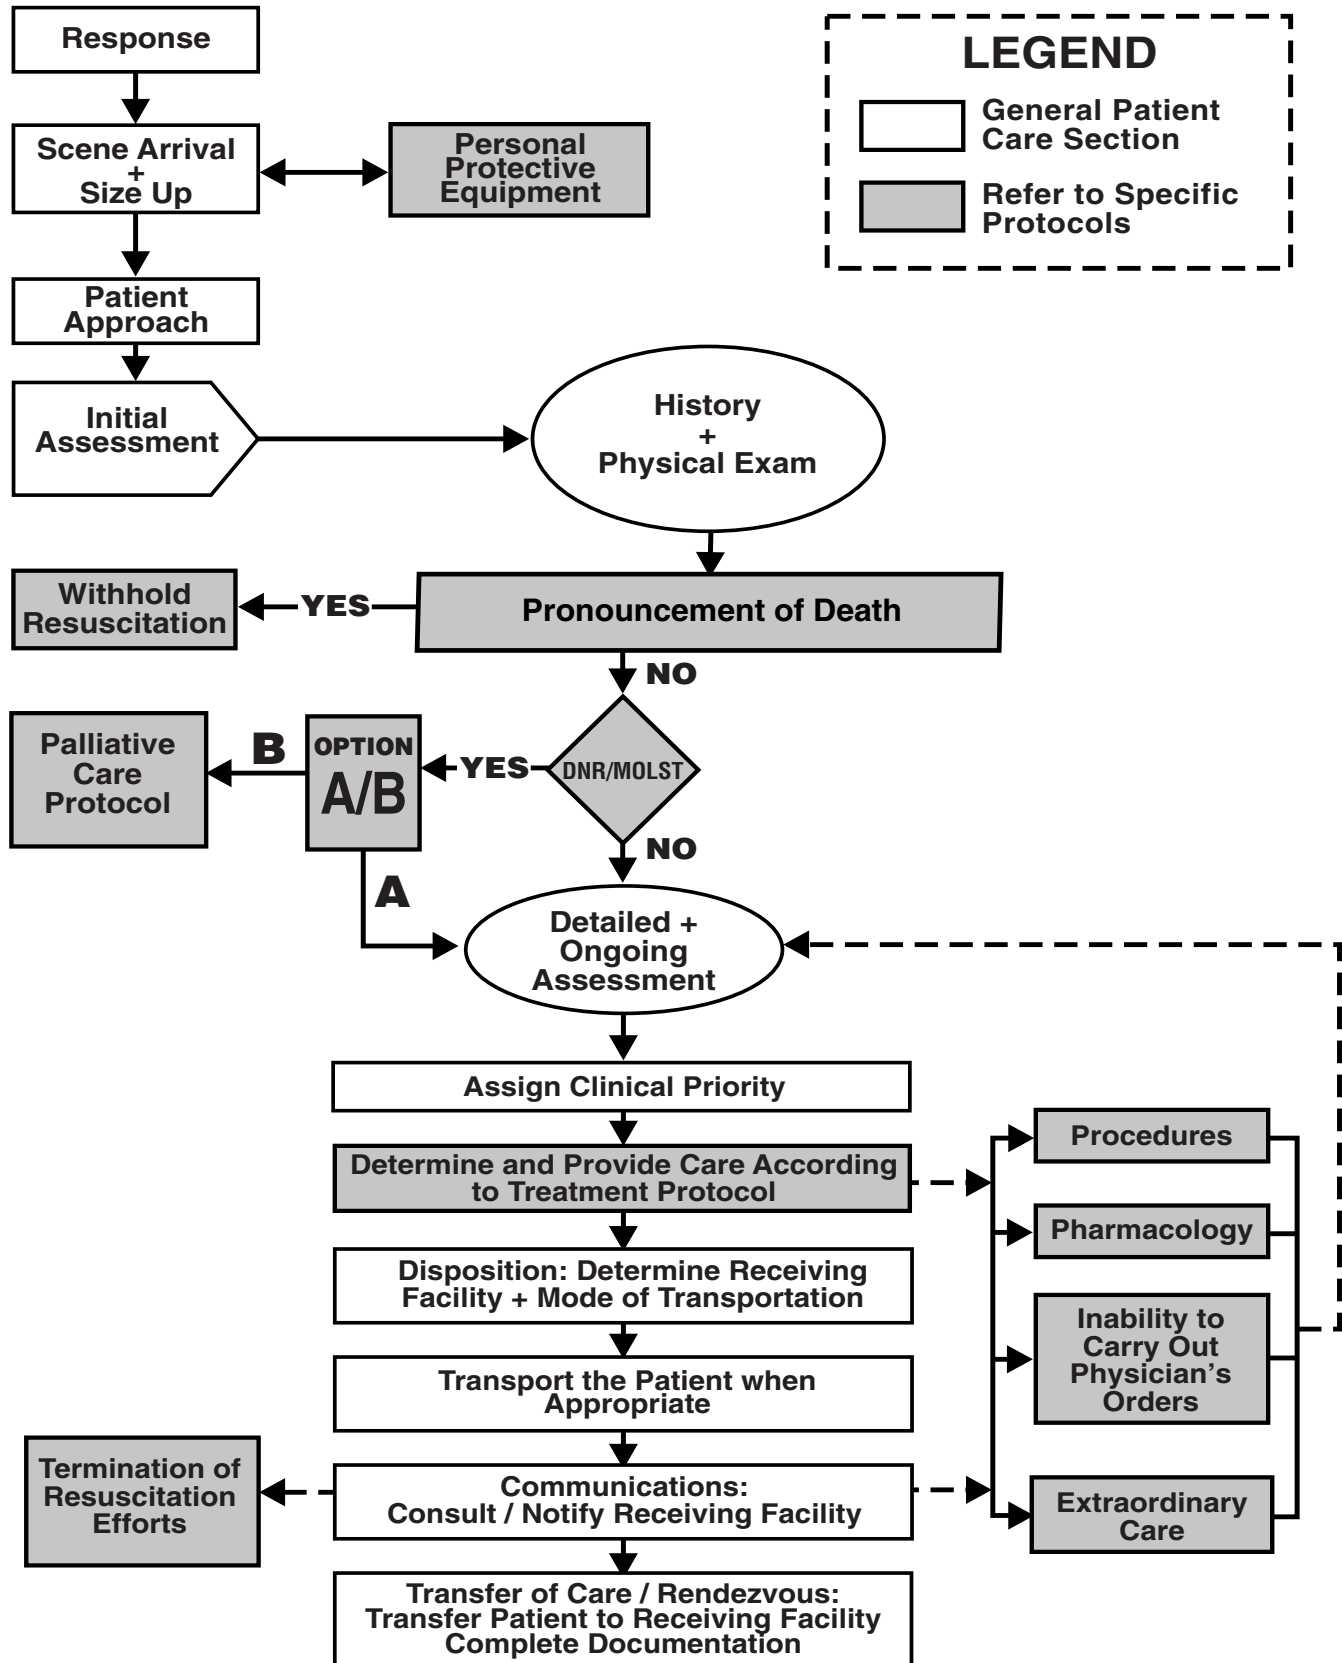 Response
LEGEND
General Patient
Care Section
Refer to Specific
Protocols
Scene Arrival
+
Size Up
Personal
Protective
Equipment
Patient
Approach
Initial
Assessment
History
+
Physical Exam
Withhold
Resuscitation
YES
Pronouncement of Death
NO
Palliative
Care
Protocol
B
OPTION
A/B
YES
DNR/MOLST
NO
A
Detailed +
Ongoing
Assessment
Assign Clinical Priority
Determine and Provide Care According
to Treatment Protocol
Procedures
Pharmacology
Inability to
Carry Out
Physician's
Orders
Extraordinary
Care
Disposition: Determine Receiving
Facility + Mode of Transportation
Transport the Patient when
Appropriate
Termination of
Resuscitation
Efforts
Communications:
Consult / Notify Receiving Facility
Transfer of Care / Rendezvous:
Transfer Patient to Receiving Facility
Complete Documentation